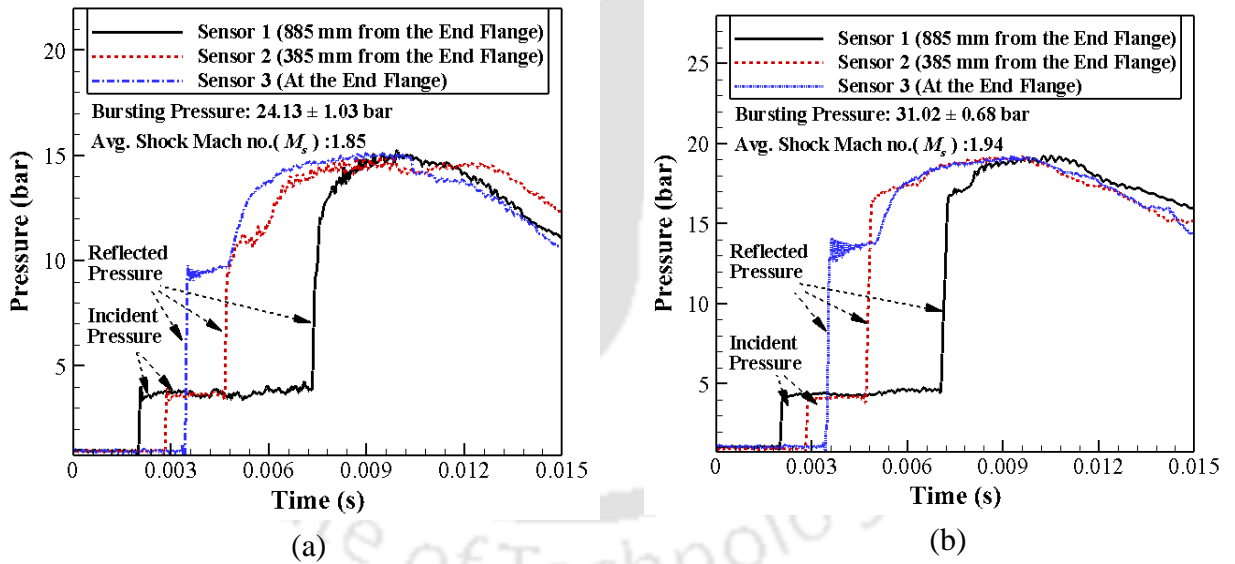 Sensor 1 (885 mm from the End Flange)
Sensor 2 (385 mm from the End Flange)
Sensor 3 (At the End Flange)
Bursting Pressure: 24.13 ± 1.03 bar
Avg. Shock Mach no.( Ms ) :1.85
Reflected
Pressure
Incident
Pressure
Pressure (bar)
20
15
10
5
0
0.003
0.006
0.009
0.012
0.015
Time (s)
(a)
Sensor 1 (885 mm from the End Flange)
Sensor 2 (385 mm from the End Flange)
Sensor 3 (At the End Flange)
Bursting Pressure: 31.02 ± 0.68 bar
Avg. Shock Mach no.( Ms ) :1.94
Reflected
Pressure
Incident
Pressure
Pressure (bar)
25
20
15
10
5
0
0.003
0.006
0.009
0.012
0.015
Time (s)
(b)
of Technolo